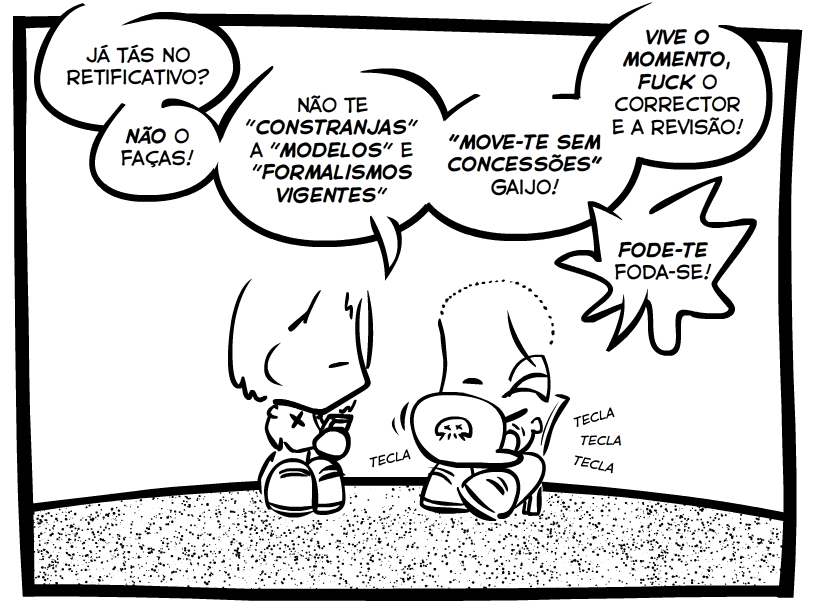 JÁ TÁS NO
RETIFICATIVO?
NÃO O
FAÇAS!
NÃO TE
"CONSTRANJAS"
A "MODELOS" E
"FORMALISMOS
VIGENTES"
"MOVE-TE SEM
CONCESSÕES"
GAIJO!
VIVE O
MOMENTO,
FUCK O
CORRECTOR
E A REVISÃO!
FODE-TE
FODA-SE!
TECLA
TECLA
TECLA
TECLA